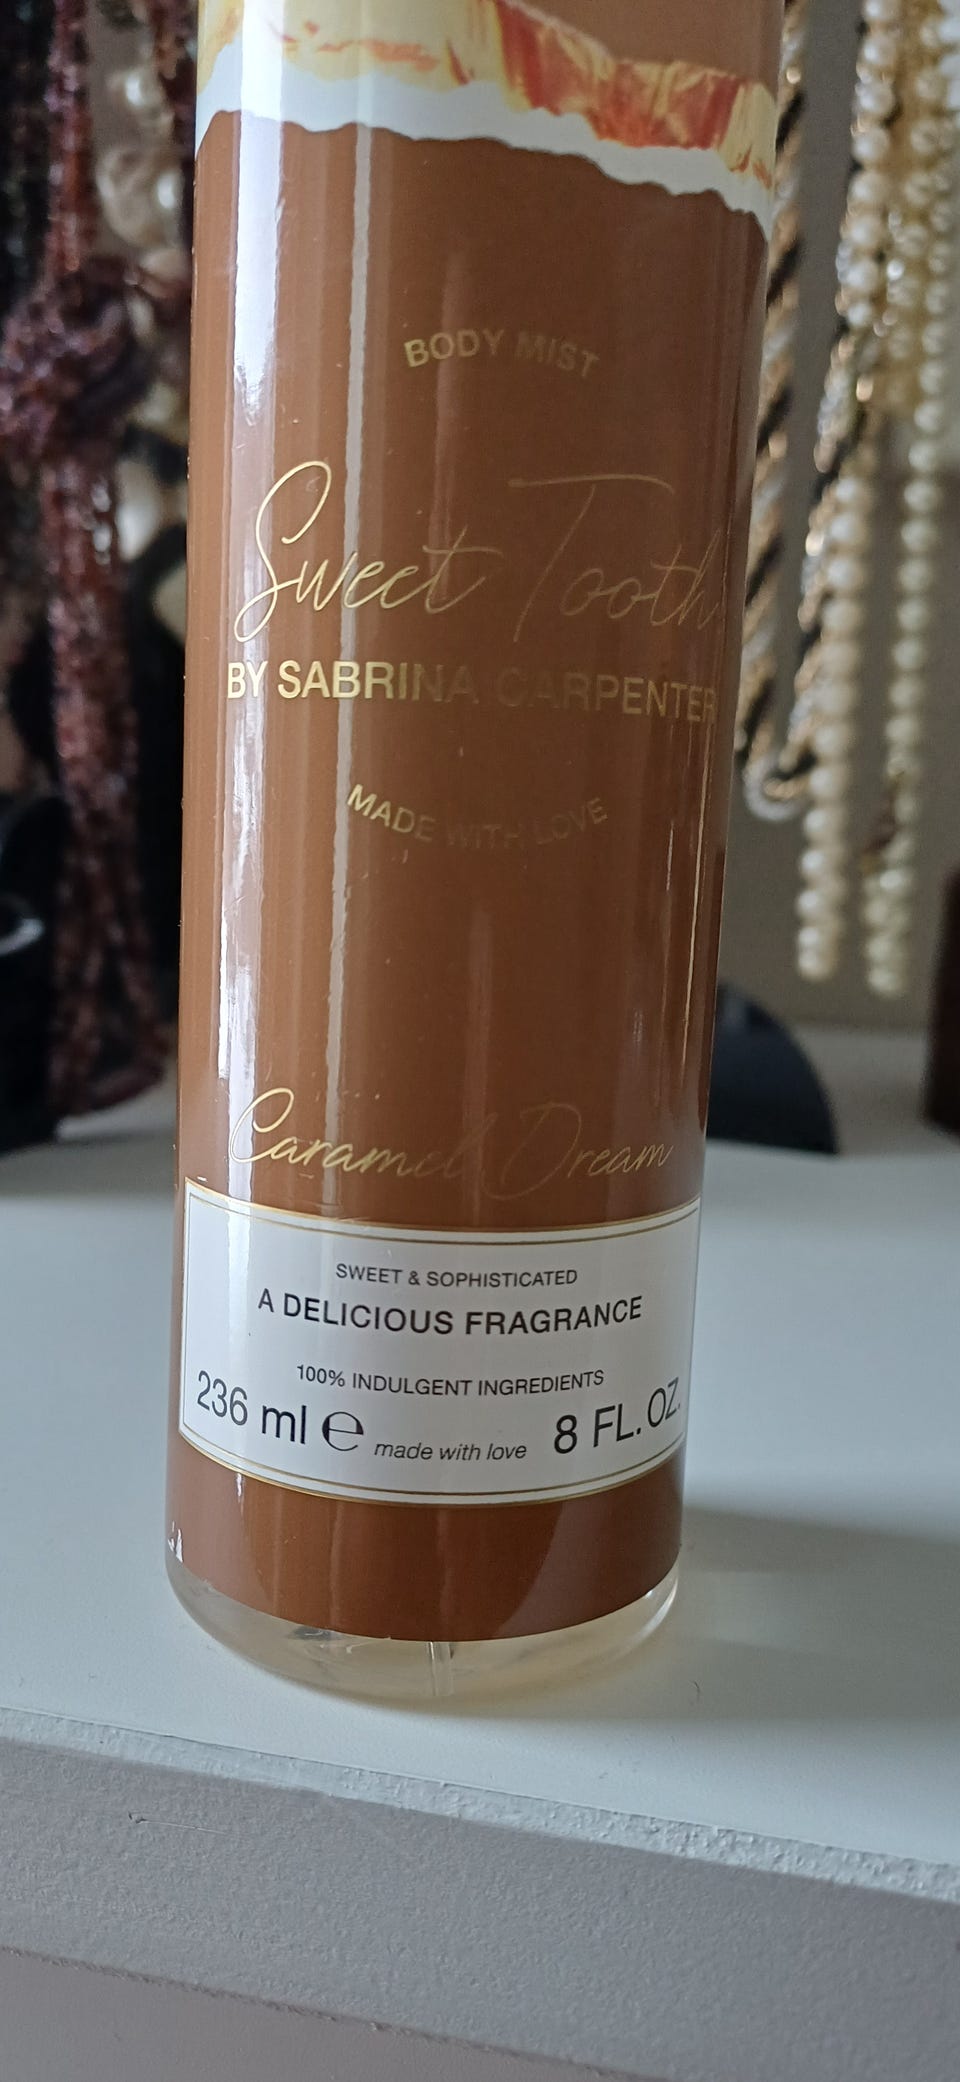 BODY MIST
Sweet Tooth
BY SABRINA CARPENTER
MADE WITH LOVE
Caramel Dream
SWEET & SOPHISTICATED
A DELICIOUS FRAGRANCE
100% INDULGENT INGREDIENTS
236 ml ℮ made with love 8 FL. OZ.